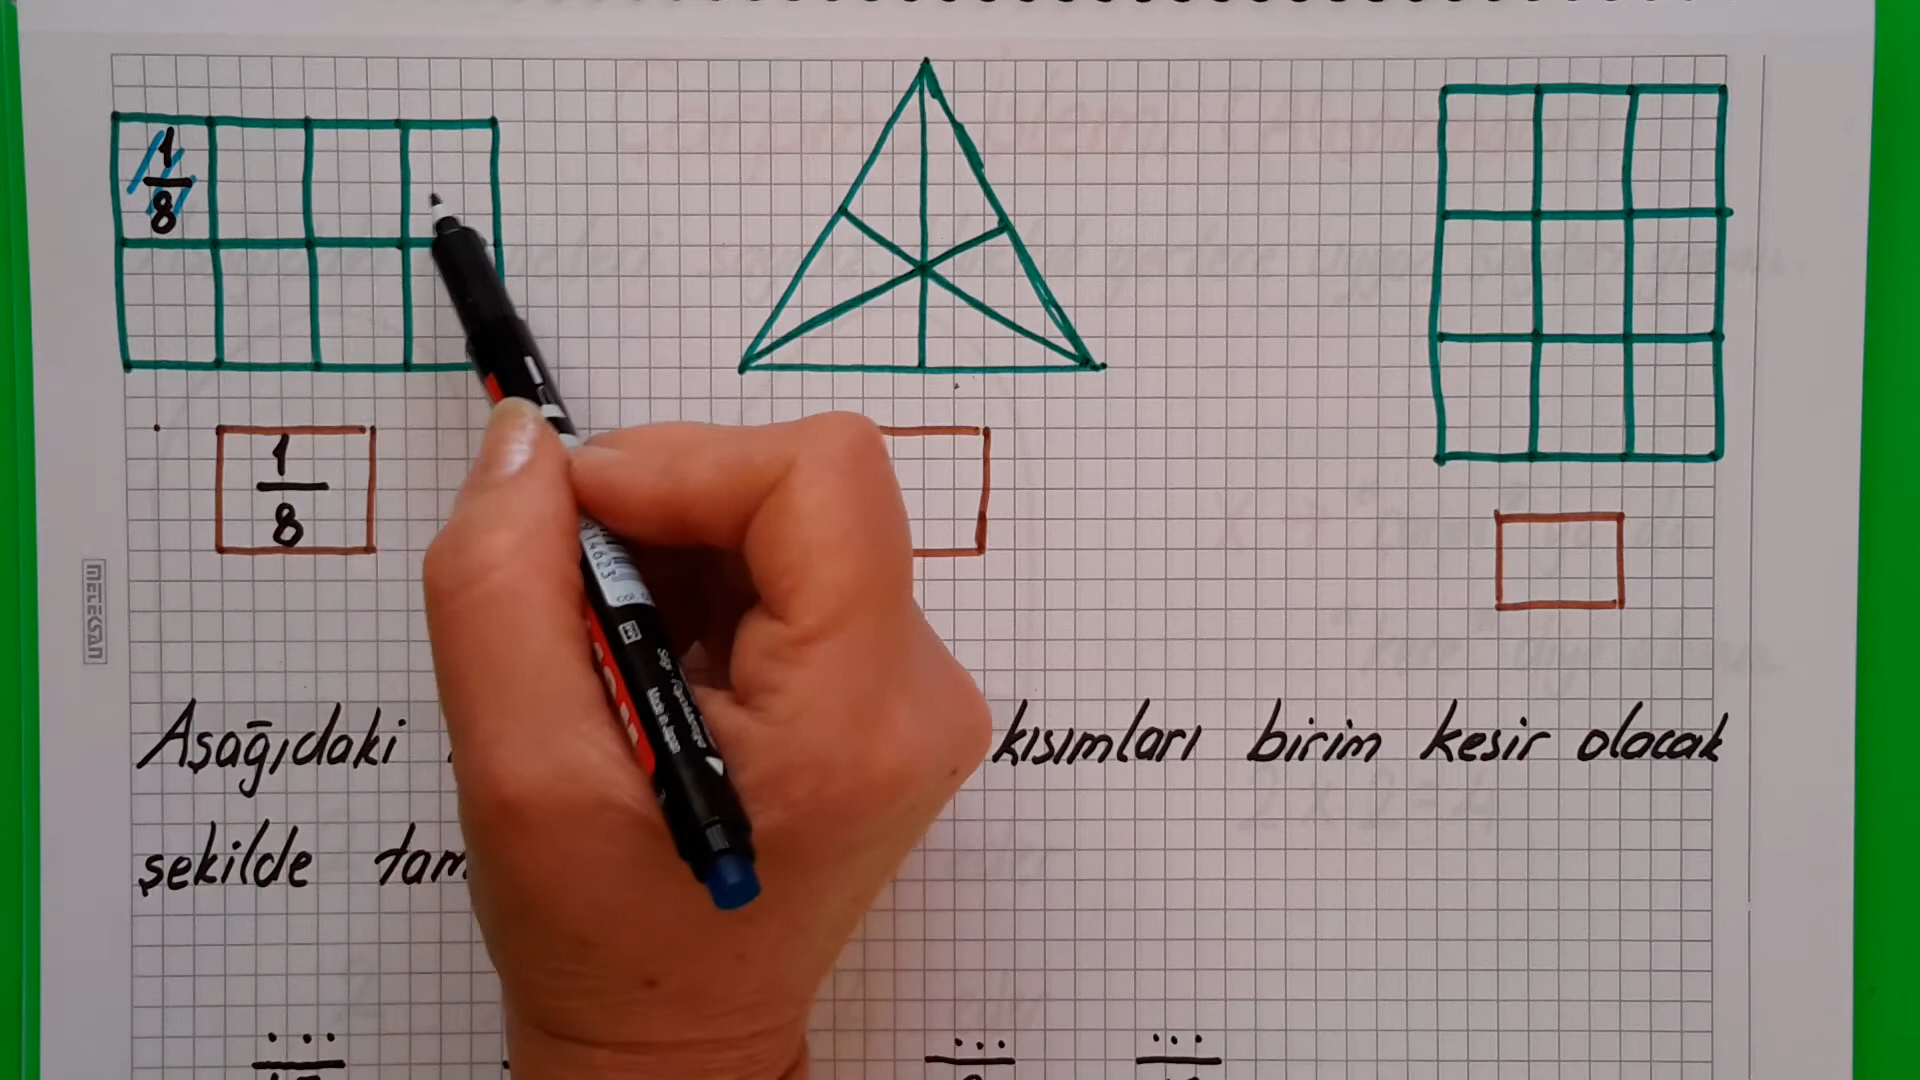 1
8
1
8
METEKSAN
Aşağıdaki kısımları birim kesir olacak
şekilde tam
... ... ...